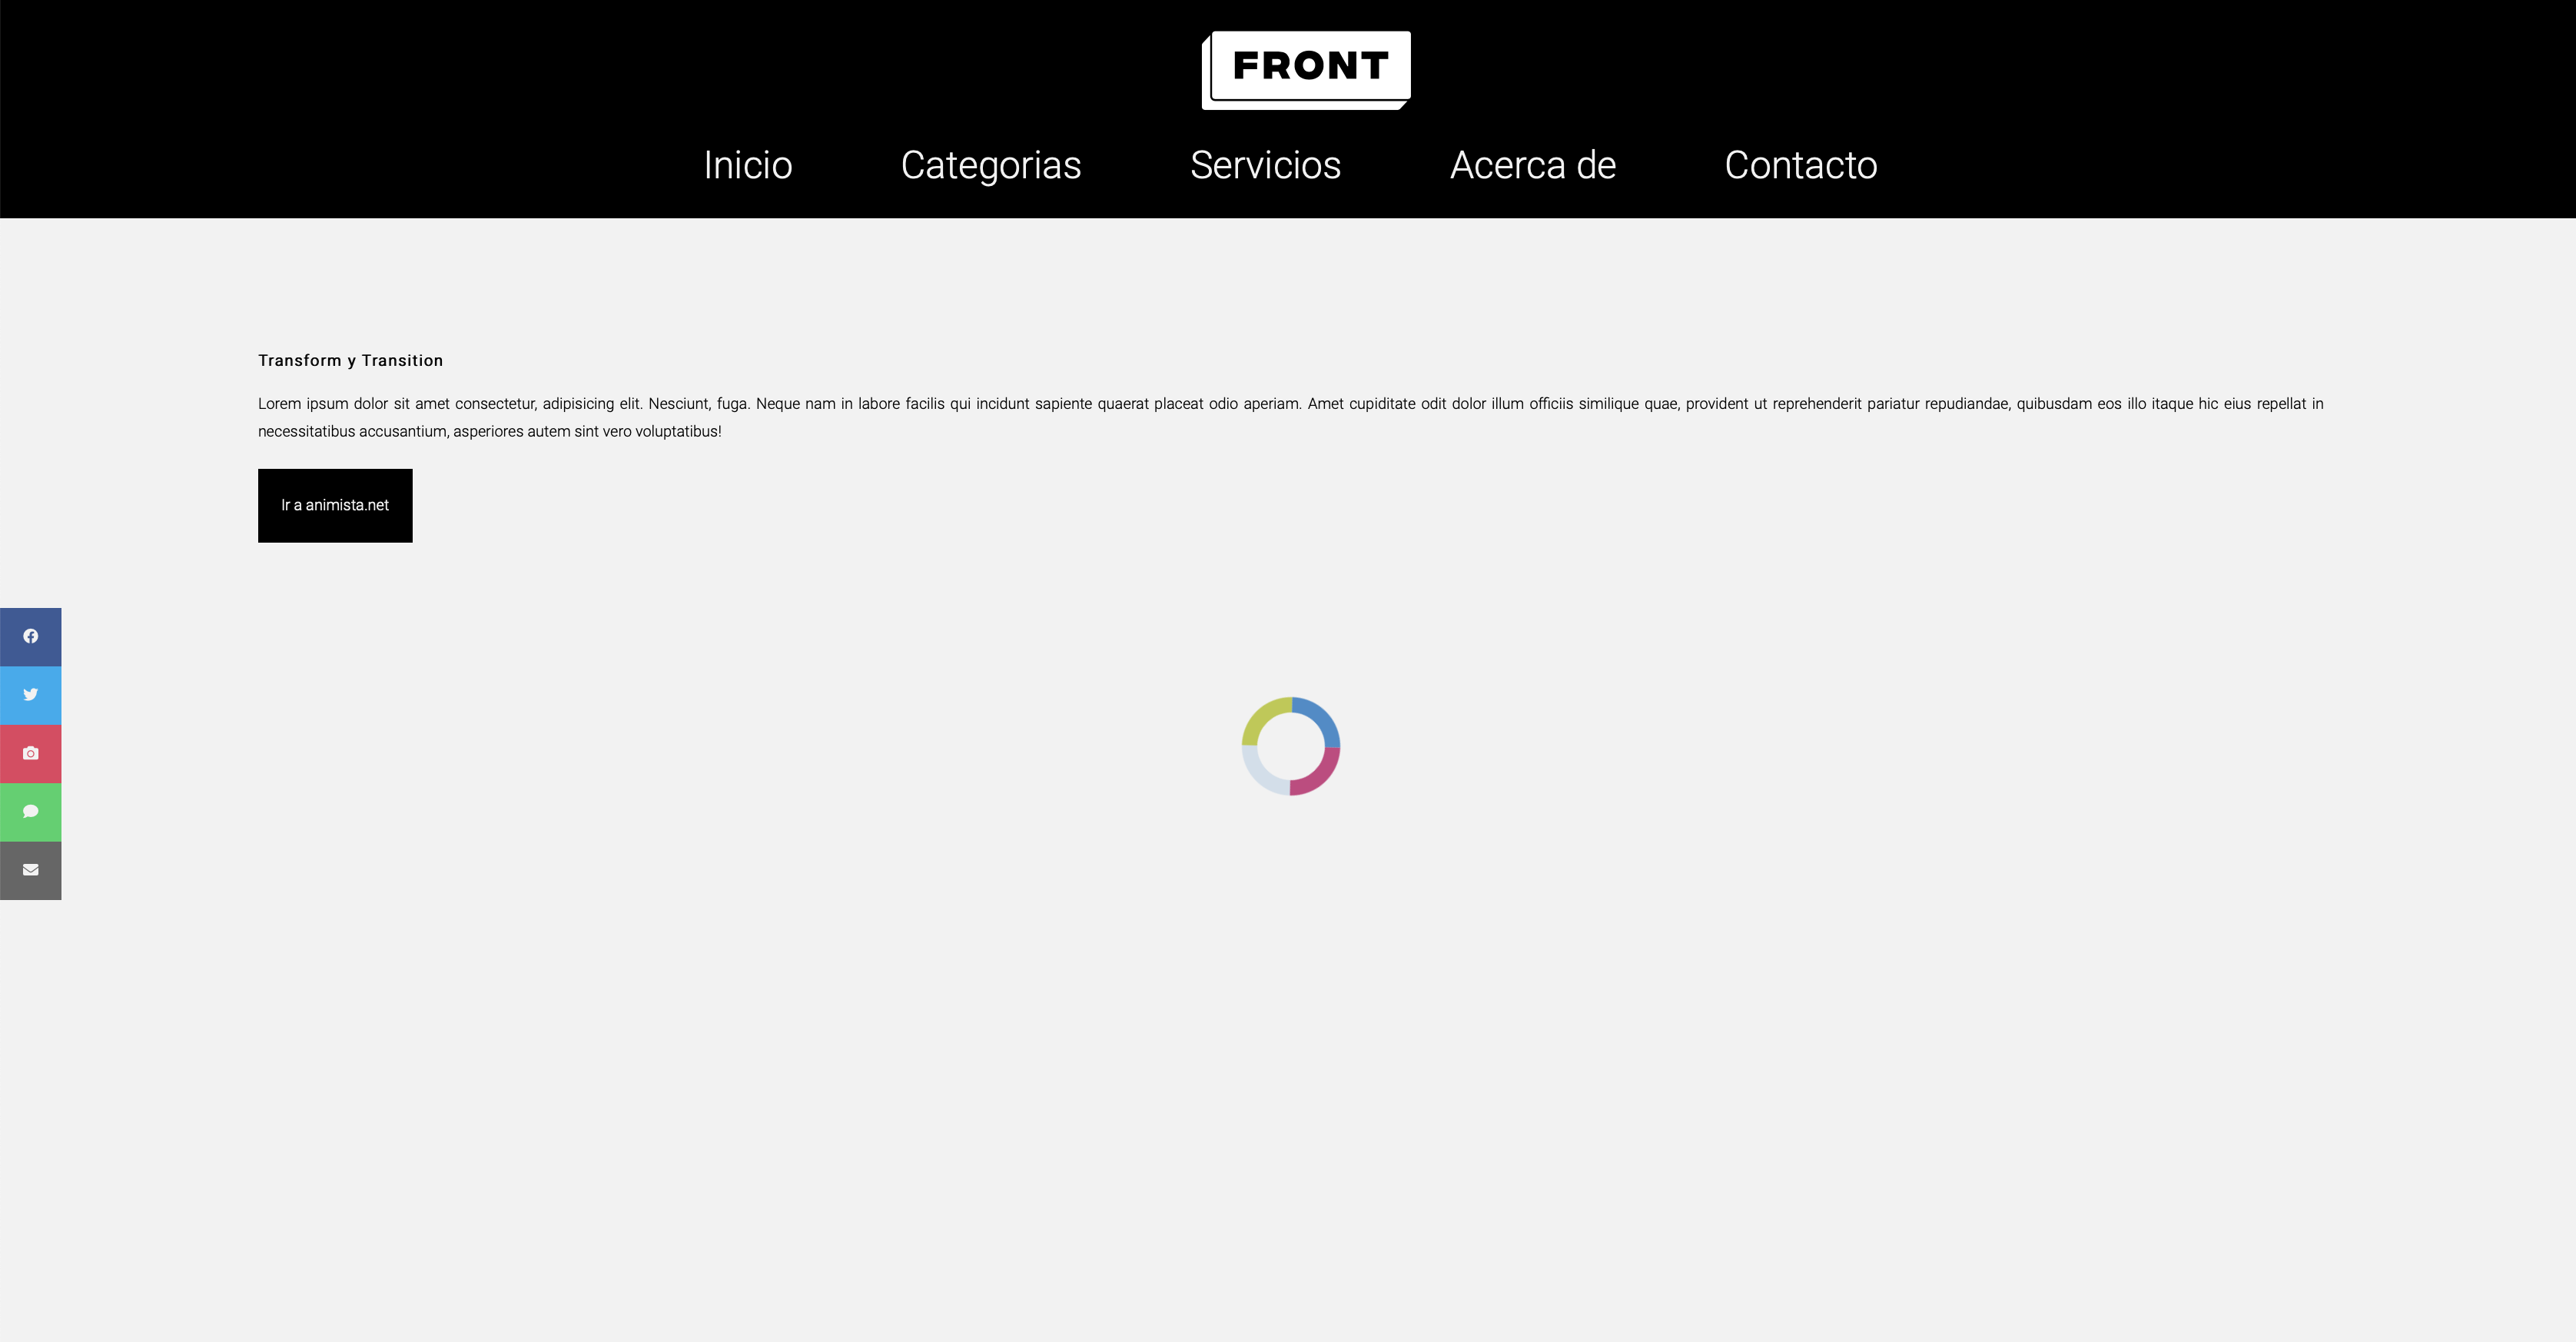 FRONT
Inicio Categorias Servicios Acerca de Contacto
Transform y Transition
Lorem ipsum dolor sit amet consectetur, adipisicing elit. Nesciunt, fuga. Neque nam in labore facilis qui incidunt sapiente quaerat placeat odio aperiam. Amet cupiditate odit dolor illum officiis similique quae, provident ut reprehenderit pariatur repudiandae, quibusdam eos illo itaque hic eius repellat in
necessitatibus accusantium, asperiores autem sint vero voluptatibus!
Ir a animista.net